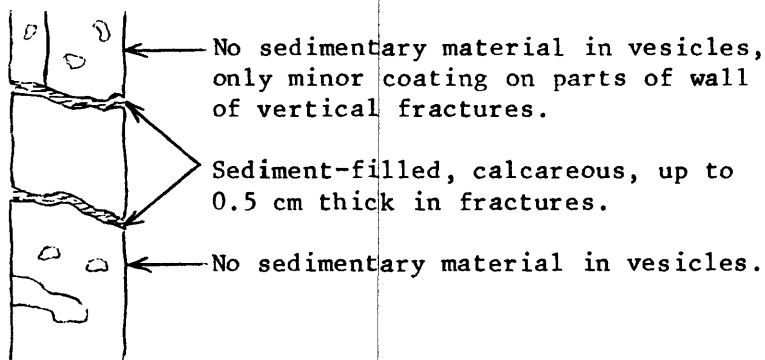 No sedimentary material in vesicles,
only minor coating on parts of wall
of vertical fractures.
Sediment-filled, calcareous, up to
0.5 cm thick in fractures.
No sedimentary material in vesicles.